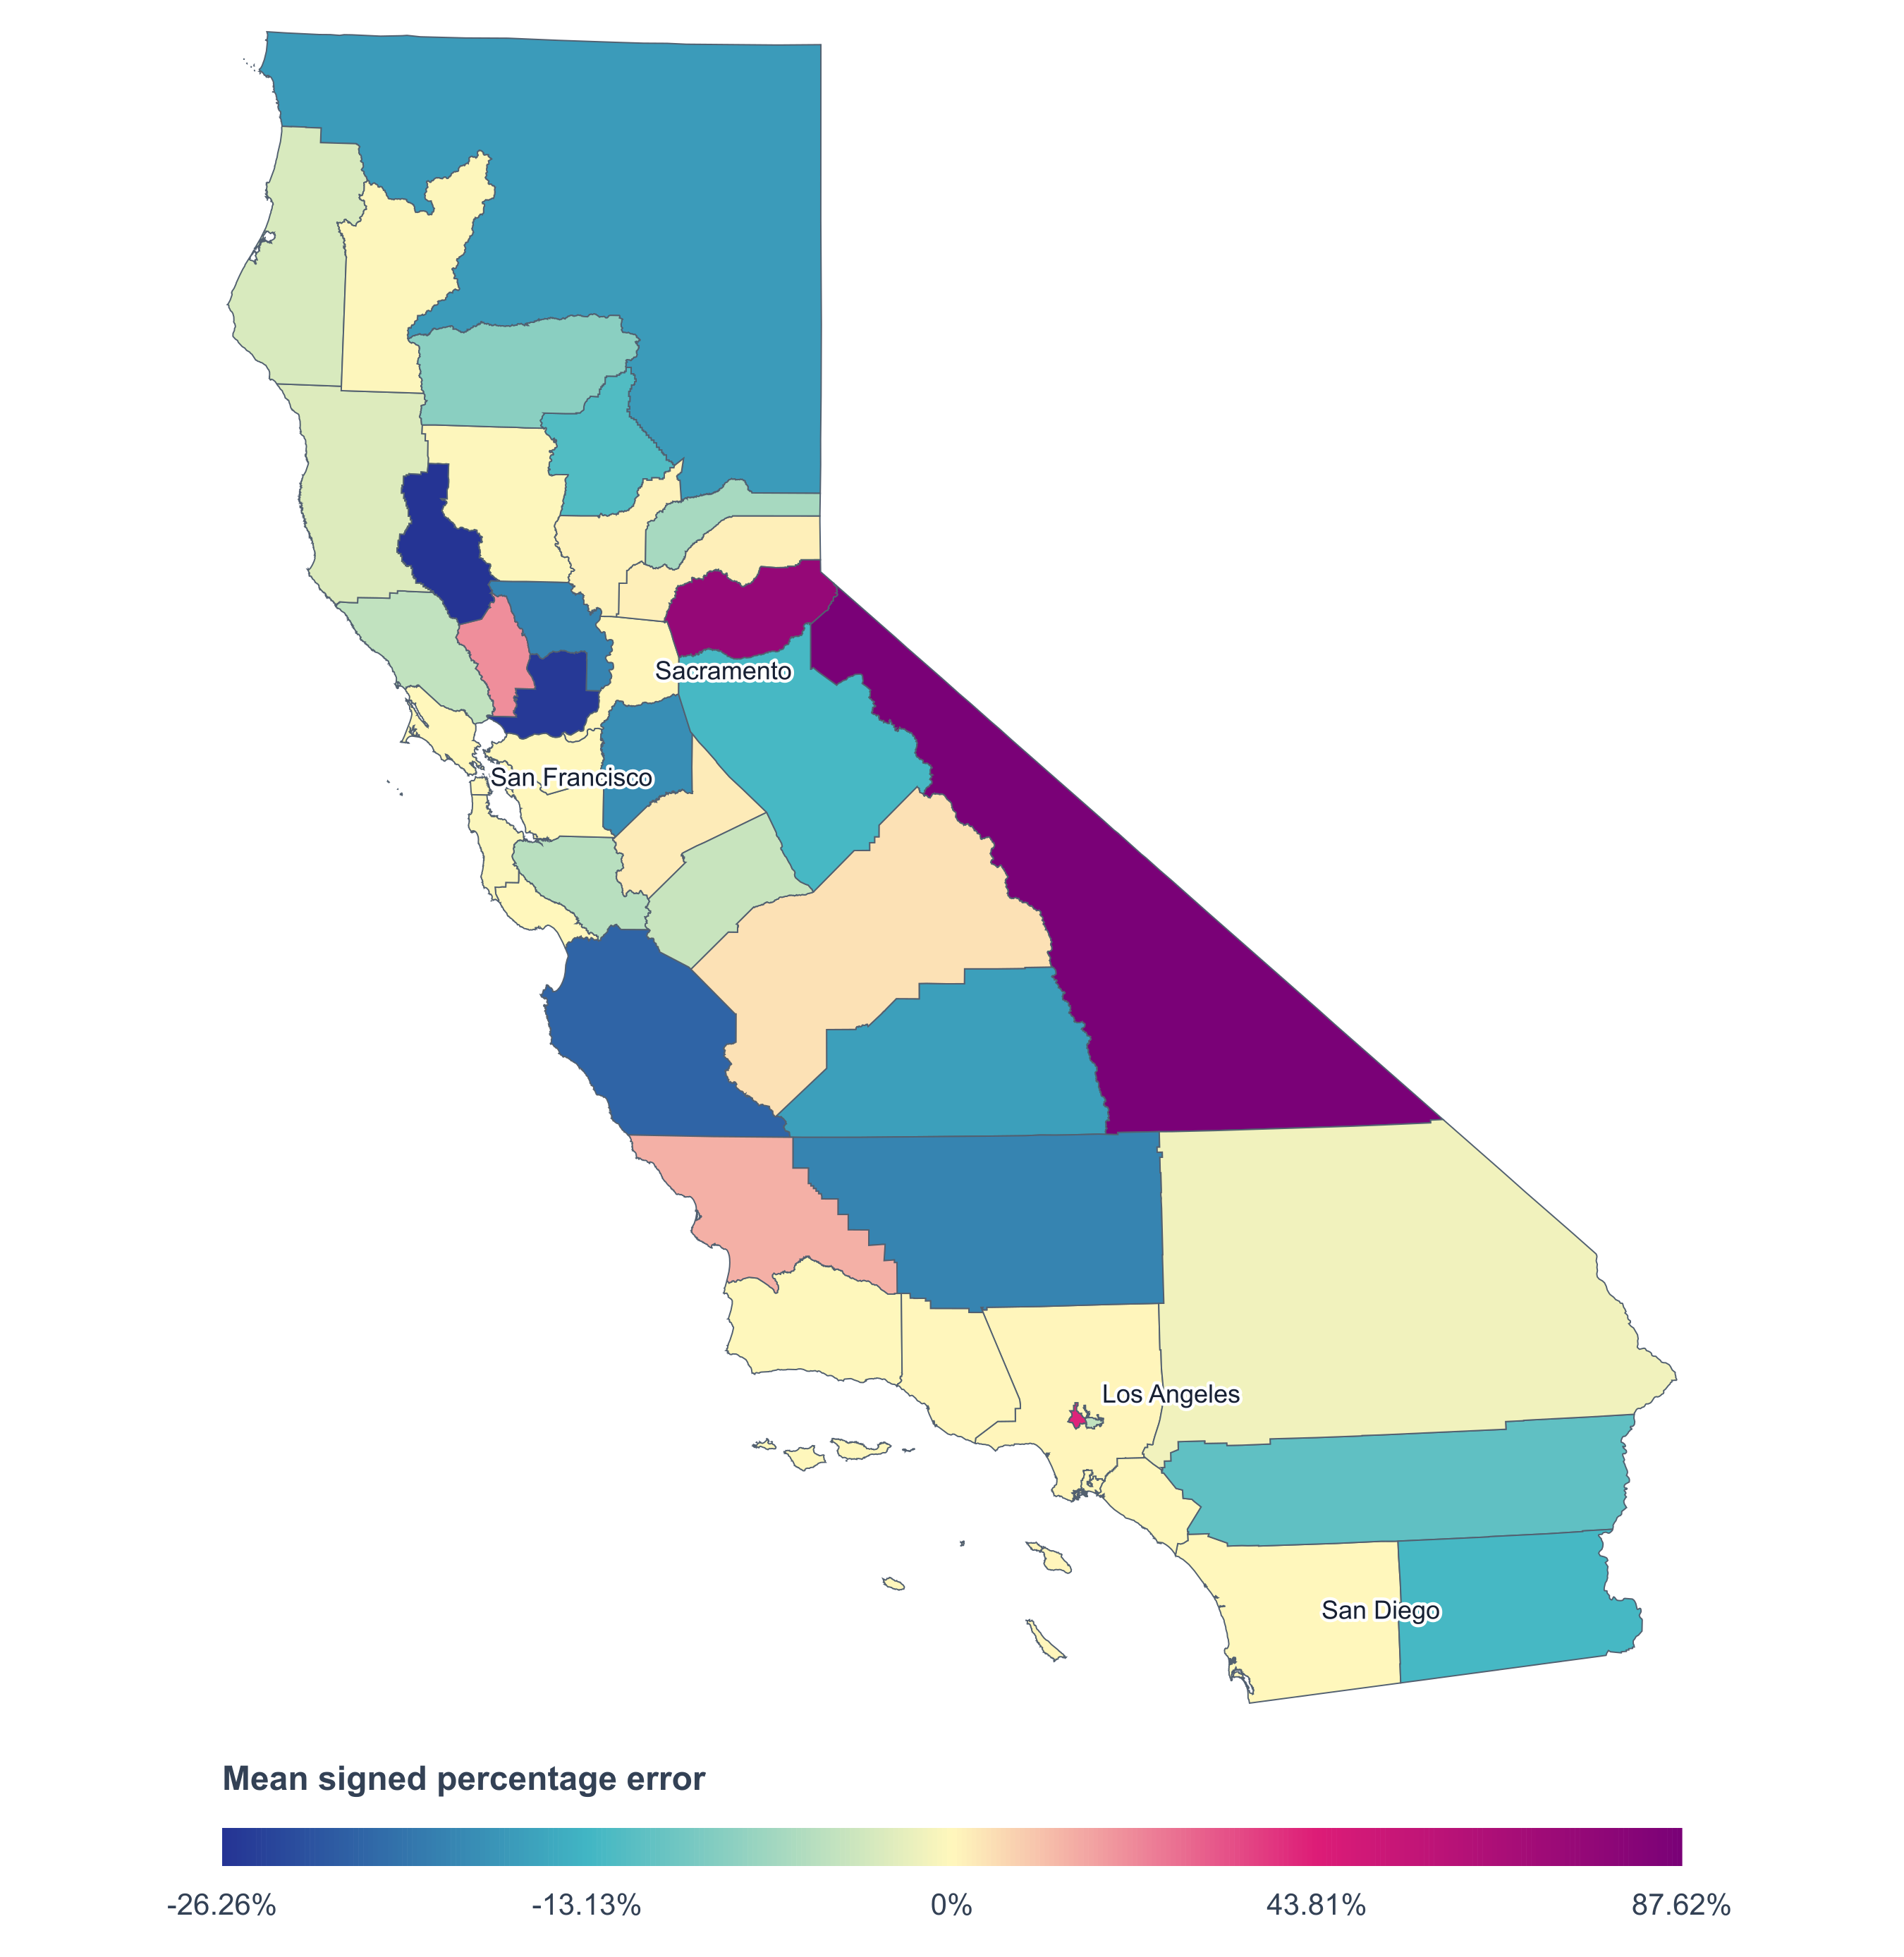 Sacramento
San Francisco
Los Angeles
San Diego
Mean signed percentage error
-26.26% -13.13% 0% 43.81% 87.62%